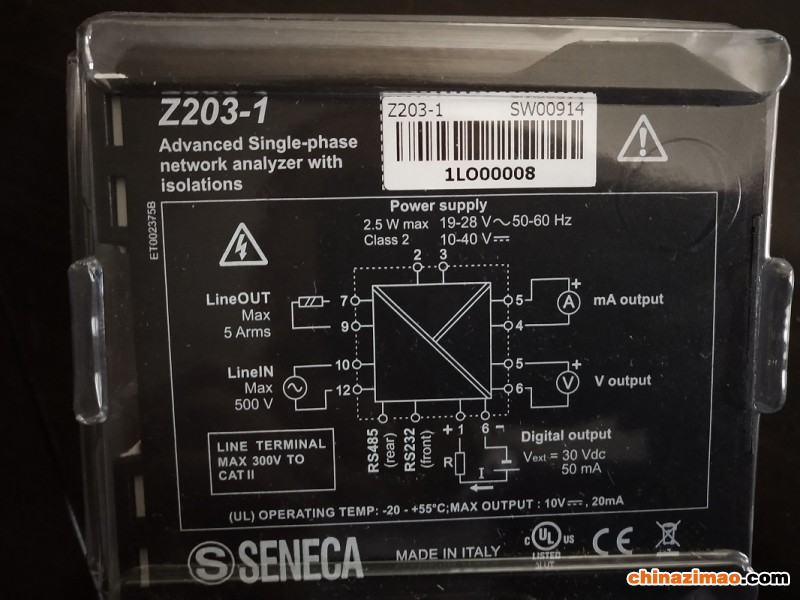 Z203-1
Advanced Single-phase
network analyzer with
isolations
Z203-1 SW00914
1LO00008
ET002375B
Power supply
2.5 W max 19-28 V～50-60 Hz
Class 2 10-40 V⎓
2 3
LineOUT
Max
5 Arms
7
9
5
4
+
A
mA output
LineIN
Max
500 V
10
12
5
6
+
V
V output
LINE TERMINAL
MAX 300V TO
CAT II
RS485
(rear)
RS232
(front)
+ 1 6 -
R
I
Digital output
Vext = 30 Vdc
50 mA
(UL) OPERATING TEMP: -20 - +55°C;MAX OUTPUT : 10V⎓, 20mA
S SENECA
MADE IN ITALY
C UL US
LISTED
CE
chinazimao.com